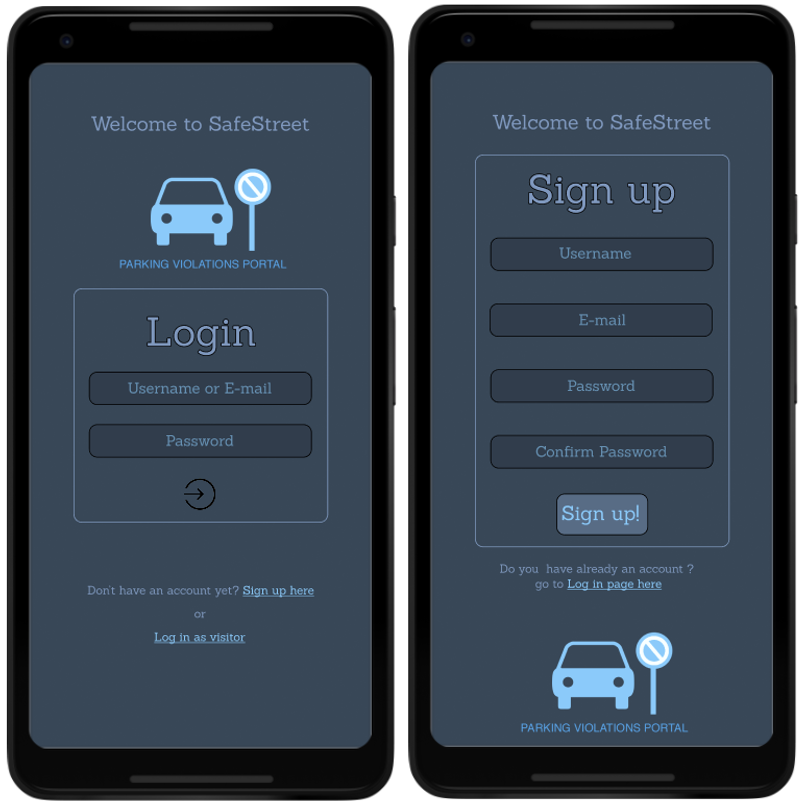 Welcome to SafeStreet
PARKING VIOLATIONS PORTAL
Login
Username or E-mail
Password
Don't have an account yet? Sign up here
or
Log in as visitor
Welcome to SafeStreet
Sign up
Username
E-mail
Password
Confirm Password
Sign up!
Do you have already an account ?
go to Log in page here
PARKING VIOLATIONS PORTAL